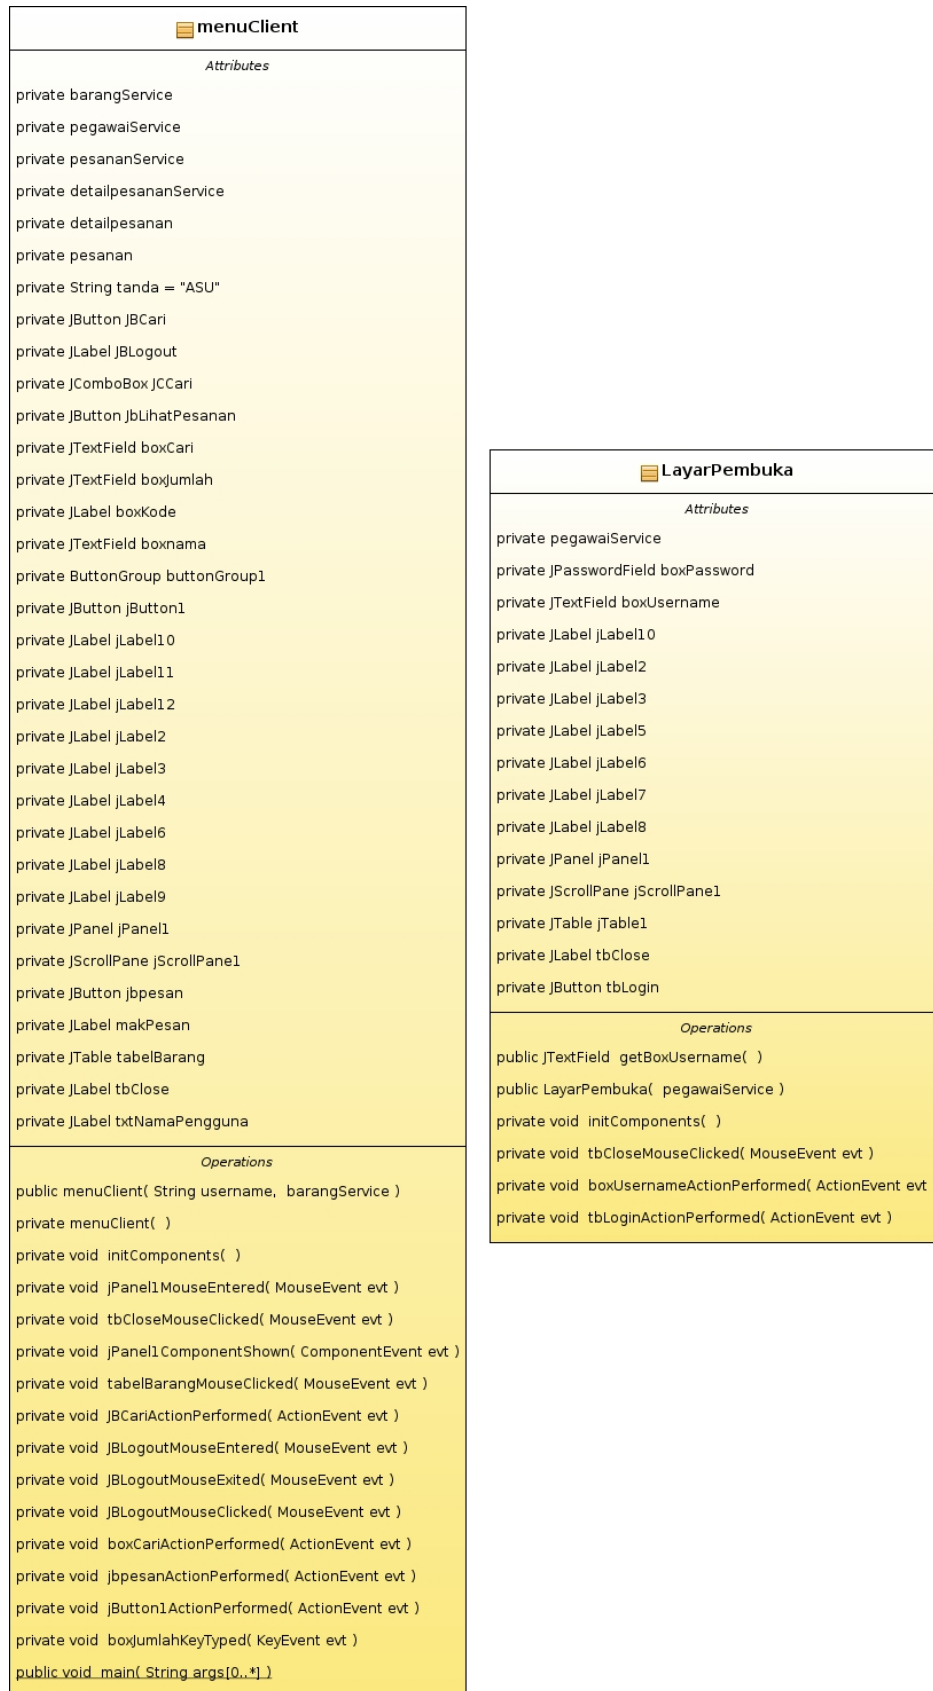 menuClient
Attributes
private barangService
private pegawaiService
private pesananService
private detailpesananService
private detailpesanan
private pesanan
private String tanda = "ASU"
private JButton JBCari
private JLabel JBLogout
private JComboBox JCCari
private JButton JbLihatPesanan
private JTextField boxCari
private JTextField boxJumlah
private JLabel boxKode
private JTextField boxnama
private ButtonGroup buttonGroup1
private JButton jButton1
private JLabel jLabel10
private JLabel jLabel11
private JLabel jLabel12
private JLabel jLabel2
private JLabel jLabel3
private JLabel jLabel4
private JLabel jLabel6
private JLabel jLabel8
private JLabel jLabel9
private JPanel jPanel1
private JScrollPane jScrollPane1
private JButton jbpesan
private JLabel makPesan
private JTable tabelBarang
private JLabel tbClose
private JLabel txtNamaPengguna
Operations
public menuClient( String username,  barangService )
private menuClient(  )
private void  initComponents(  )
private void  jPanel1MouseEntered( MouseEvent evt )
private void  tbCloseMouseClicked( MouseEvent evt )
private void  jPanel1ComponentShown( ComponentEvent evt )
private void  tabelBarangMouseClicked( MouseEvent evt )
private void  JBCariActionPerformed( ActionEvent evt )
private void  JBLogoutMouseEntered( MouseEvent evt )
private void  JBLogoutMouseExited( MouseEvent evt )
private void  JBLogoutMouseClicked( MouseEvent evt )
private void  boxCariActionPerformed( ActionEvent evt )
private void  jbpesanActionPerformed( ActionEvent evt )
private void  jButton1ActionPerformed( ActionEvent evt )
private void  boxJumlahKeyTyped( KeyEvent evt )
public void  main( String args[0..*] )
LayarPembuka
Attributes
private pegawaiService
private JPasswordField boxPassword
private JTextField boxUsername
private JLabel jLabel10
private JLabel jLabel2
private JLabel jLabel3
private JLabel jLabel5
private JLabel jLabel6
private JLabel jLabel7
private JLabel jLabel8
private JPanel jPanel1
private JScrollPane jScrollPane1
private JTable jTable1
private JLabel tbClose
private JButton tbLogin
Operations
public JTextField  getBoxUsername(  )
public LayarPembuka(  pegawaiService )
private void  initComponents(  )
private void  tbCloseMouseClicked( MouseEvent evt )
private void  boxUsernameActionPerformed( ActionEvent evt
private void  tbLoginActionPerformed( ActionEvent evt )